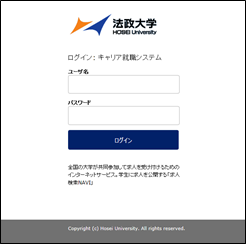 法政大学
HOSEI University
ログイン：キャリア就職システム
ユーザ名
パスワード
ログイン
全国の大学が共同参加して求人を受け付けるための
インターネットサービス。学生に求人を公開する「求人
検索NAVI」
Copyright (c) Hosei University. All rights reserved.